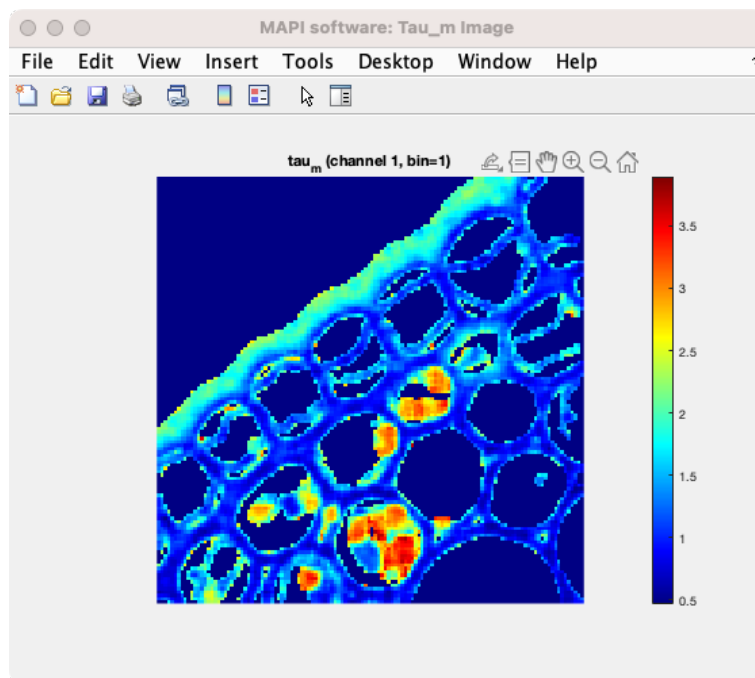 MAPI software: Tau_m Image
File Edit View Insert Tools Desktop Window Help
tau_m (channel 1, bin=1)
3.5
3
2.5
2
1.5
1
0.5